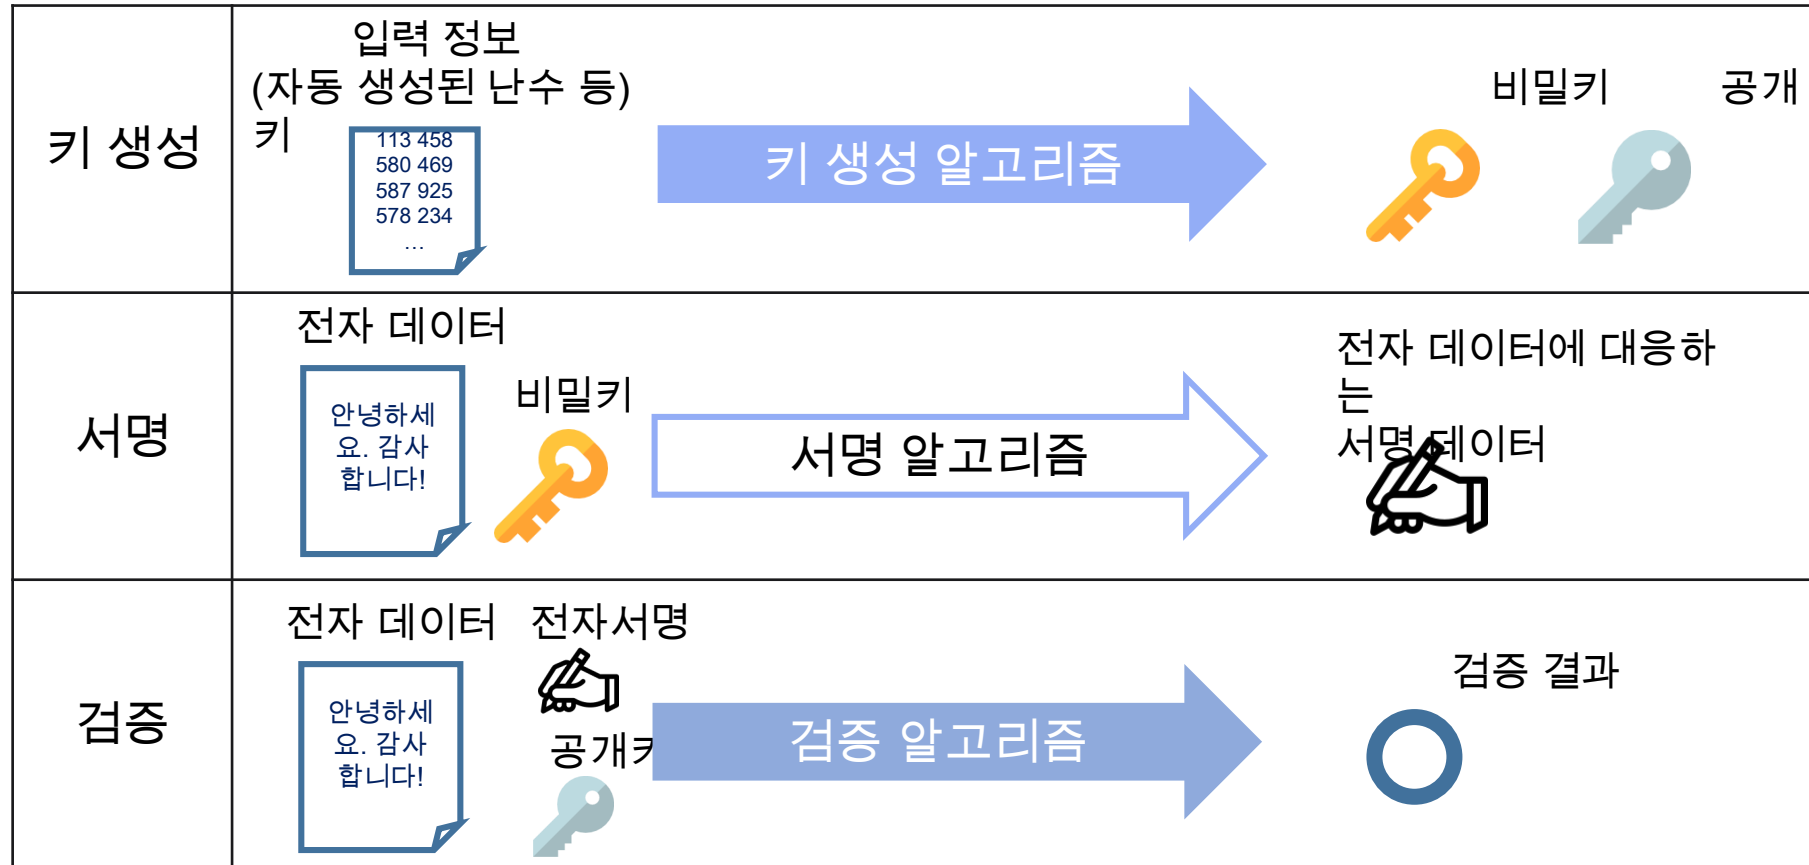 키 생성
입력 정보
(자동 생성된 난수 등)
키
113 458
580 469
587 925
578 234
…
키 생성 알고리즘
비밀키 공개
서명
전자 데이터
안녕하세
요. 감사
합니다!
비밀키
서명 알고리즘
전자 데이터에 대응하
는
서명 데이터
검증
전자 데이터
안녕하세
요. 감사
합니다!
전자서명
공개키
검증 알고리즘
검증 결과